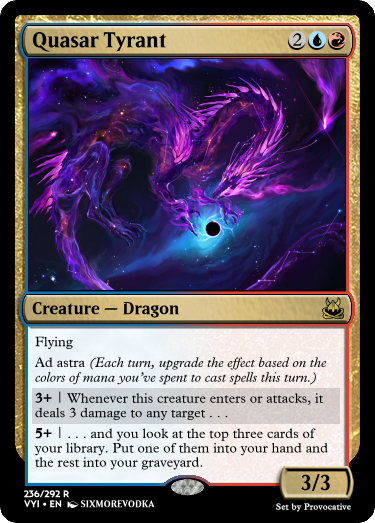 Quasar Tyrant 2
Creature — Dragon
Flying
Ad astra (Each turn, upgrade the effect based on the
colors of mana you've spent to cast spells this turn.)
3+ | Whenever this creature enters or attacks, it
deals 3 damage to any target . . .
5+ | . . . and you look at the top three cards of
your library. Put one of them into your hand and
the rest into your graveyard.
3/3
236/292 R
VYI • EN SIXMOREVODKA
Set by Provocative